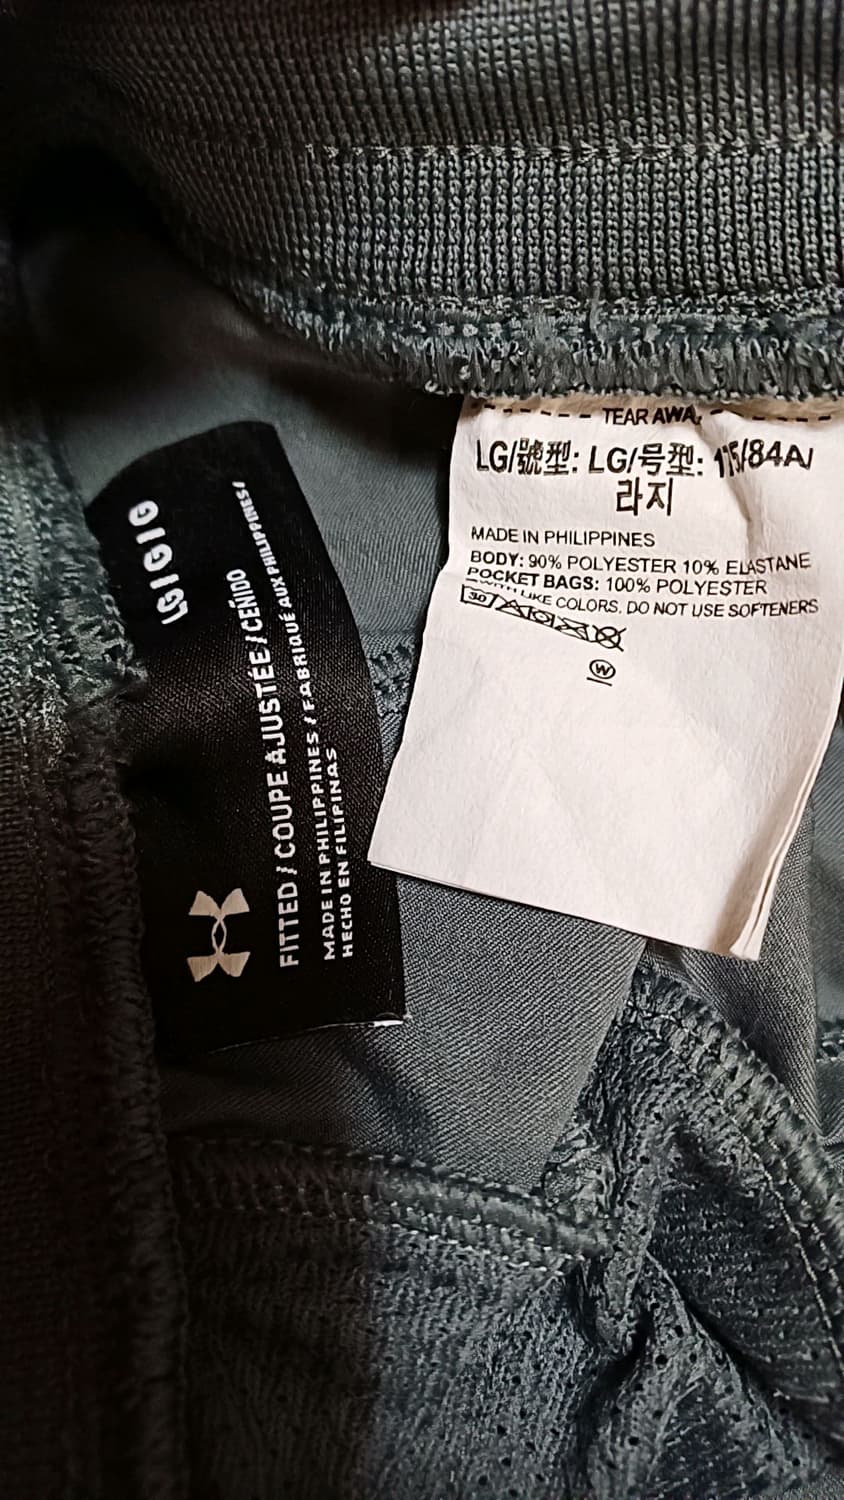 LG/G/G
FITTED / COUPE AJUSTÉE / CEÑIDO
MADE IN PHILIPPINES / FABRIQUÉ AUX PHILIPPINES/
HECHO EN FILIPINAS
TEAR AWA
LG/號型: LG/号型: 175/84A/
라지
MADE IN PHILIPPINES
BODY: 90% POLYESTER 10% ELASTANE
POCKET BAGS: 100% POLYESTER
LIKE COLORS. DO NOT USE SOFTENERS
30
W